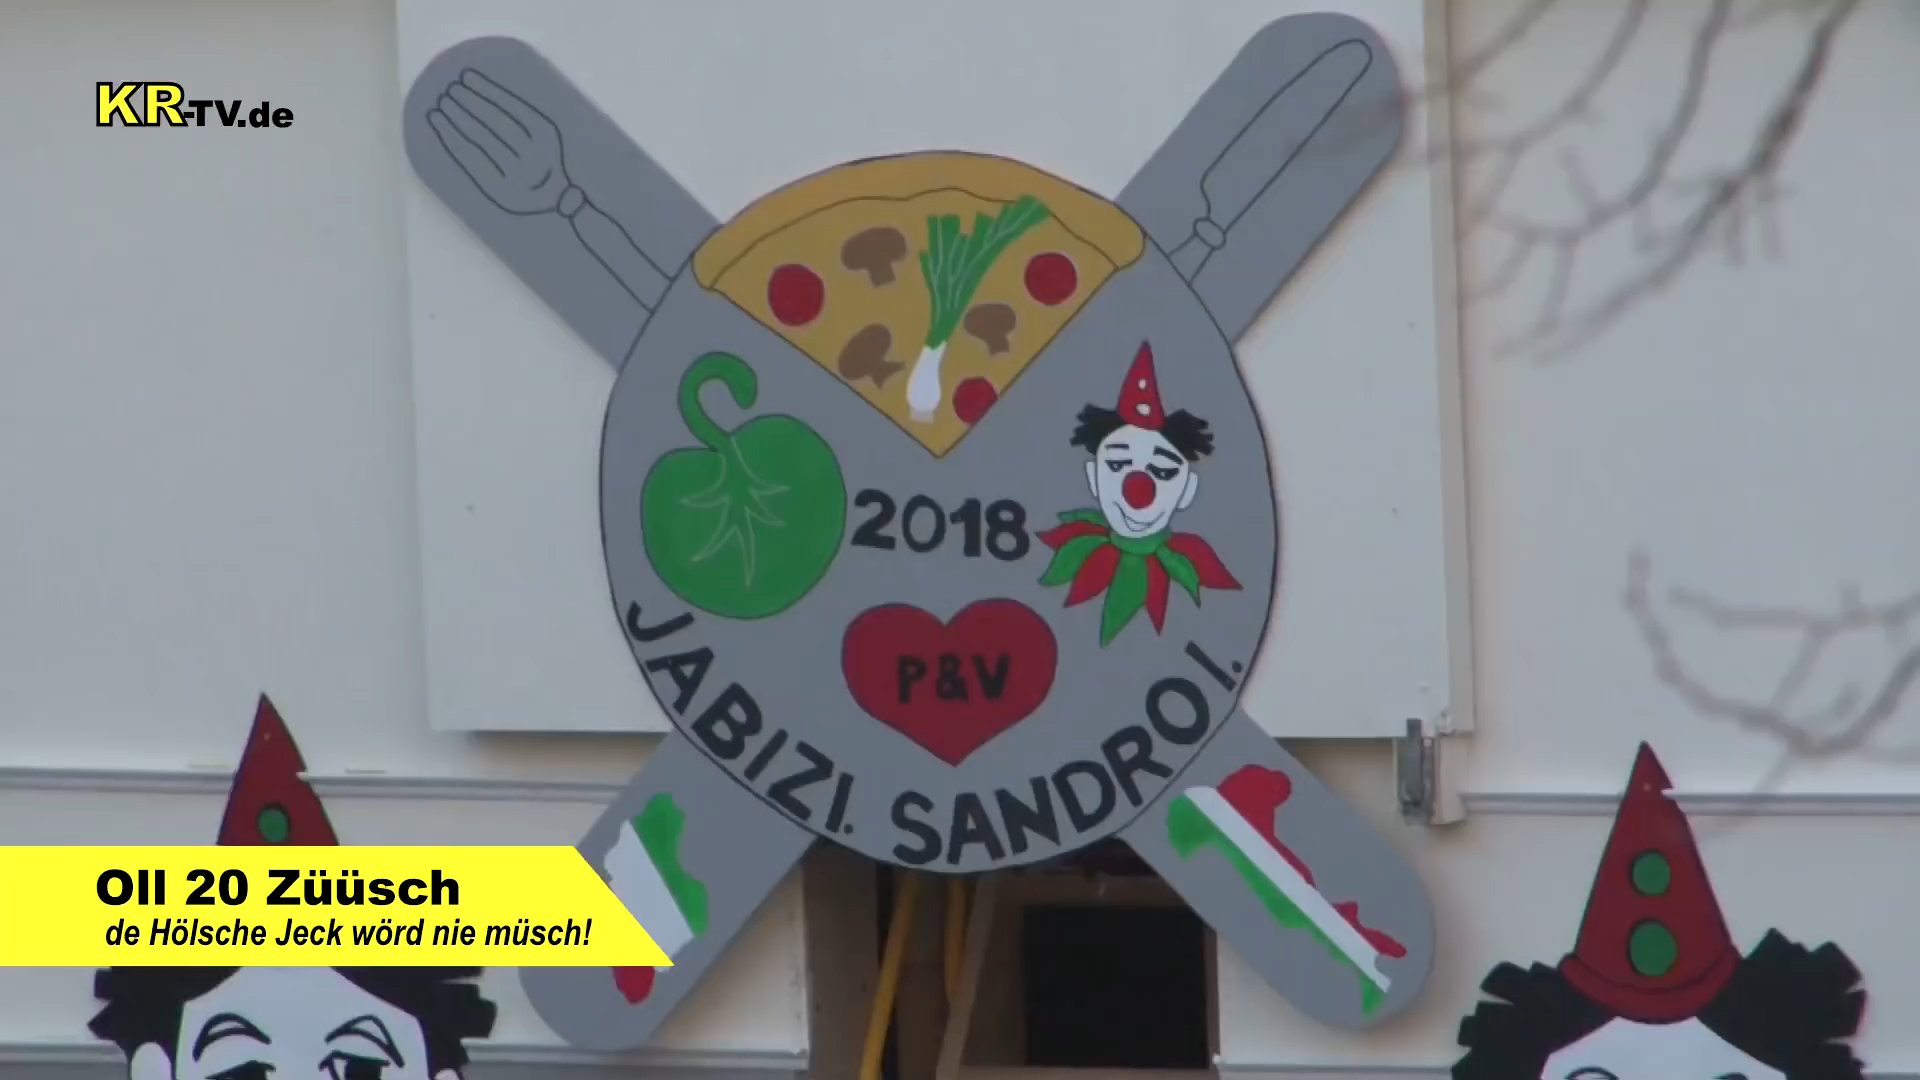 KR-TV.de
2018
P&V
JABIZI. SANDRO I.
Oll 20 Züüsch
de Hölsche Jeck wörd nie müsch!